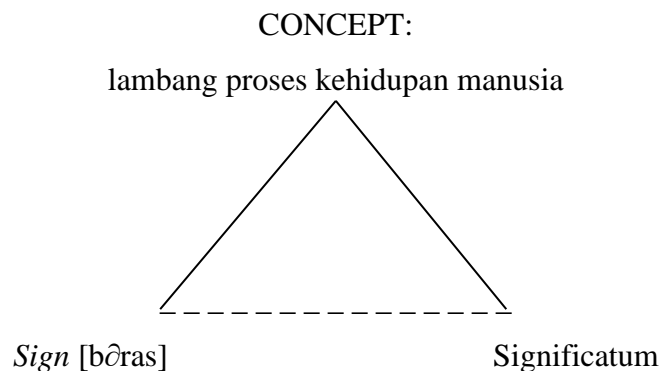 CONCEPT:
lambang proses kehidupan manusia
Sign [b∂ras]
Significatum